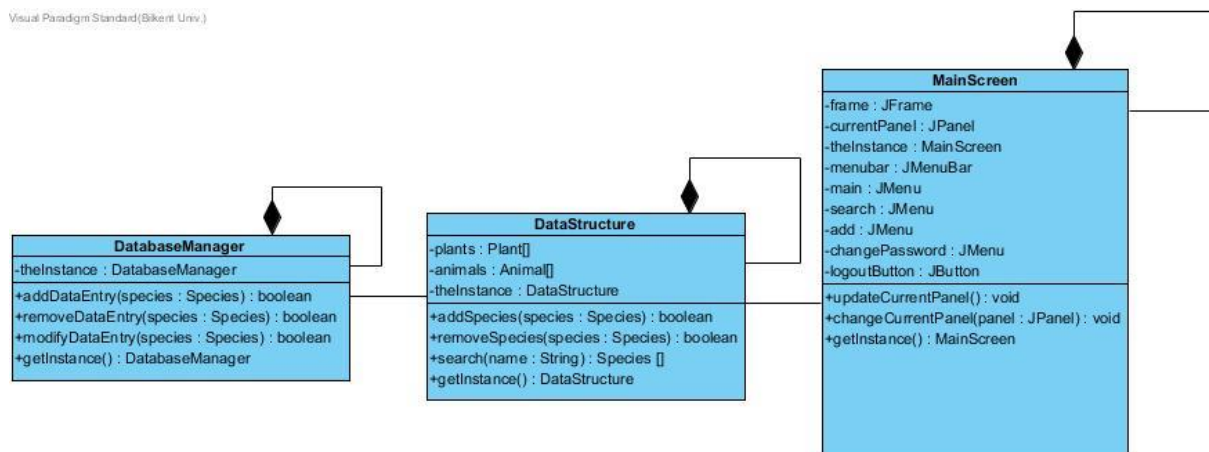 Visual Paradigm Standard(Bilkent Univ.)
DatabaseManager
-theInstance : DatabaseManager
+addDataEntry(species : Species) : boolean
+removeDataEntry(species : Species) : boolean
+modifyDataEntry(species : Species) : boolean
+getInstance() : DatabaseManager
DataStructure
-plants : Plant[]
-animals : Animal[]
-theInstance : DataStructure
+addSpecies(species : Species) : boolean
+removeSpecies(species : Species) : boolean
+search(name : String) : Species []
+getInstance() : DataStructure
MainScreen
-frame : JFrame
-currentPanel : JPanel
-theInstance : MainScreen
-menubar : JMenuBar
-main : JMenu
-search : JMenu
-add : JMenu
-changePassword : JMenu
-logoutButton : JButton
+updateCurrentPanel() : void
+changeCurrentPanel(panel : JPanel) : void
+getInstance() : MainScreen